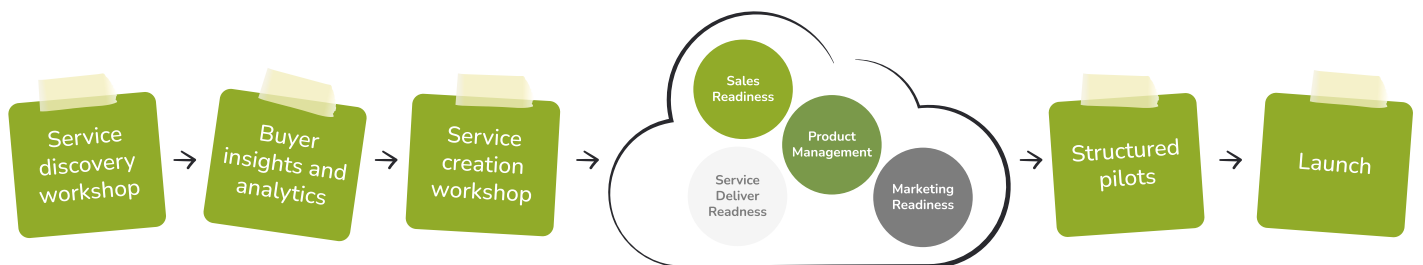 Service
discovery
workshop
Buyer
insights and
analytics
Service
creation
workshop
Sales
Readiness
Product
Management
Service
Deliver
Readiness
Marketing
Readiness
Structured
pilots
Launch